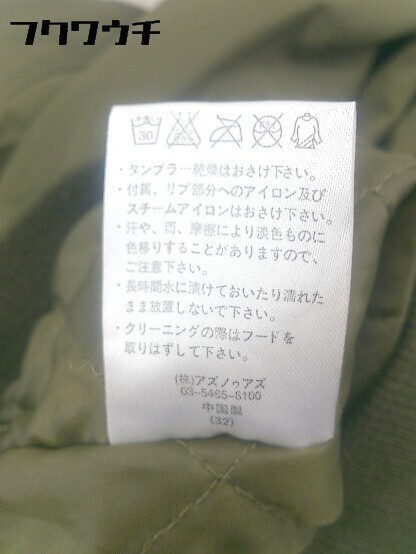 フクワウチ
30
・タンブラー乾燥はおさけ下さい。
・付属、リブ部分へのアイロン及び
スチームアイロンはおさけ下さい。
・汗や、雨、摩擦により淡色ものに
色移りすることがありますので、
ご注意下さい。
・長時間水に漬けておいたり濡れた
まま放置しないで下さい。
・クリーニングの際はフードを
取りはずして下さい。
(株)アズノゥアズ
03-5465-8100
中国製
(32)